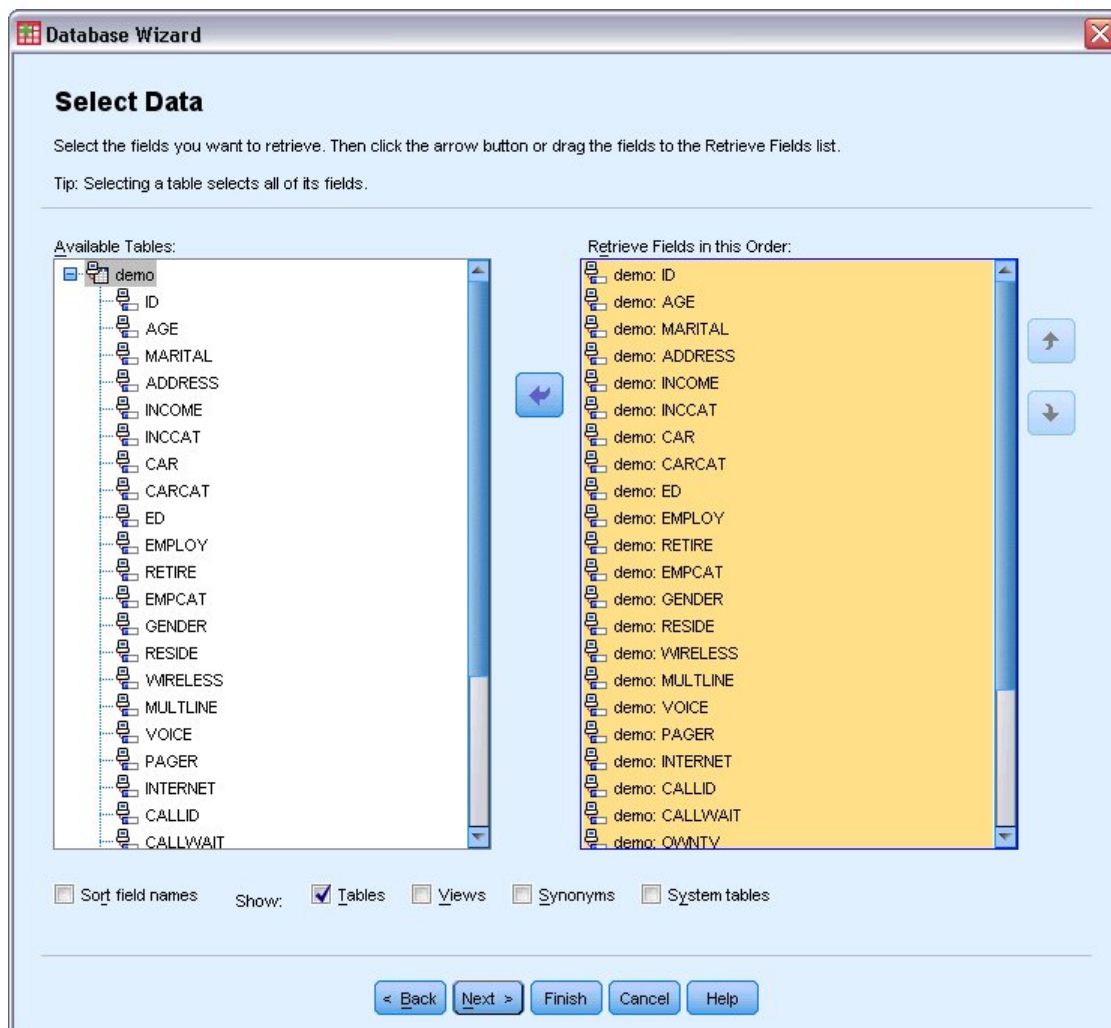 Database Wizard
Select Data
Select the fields you want to retrieve. Then click the arrow button or drag the fields to the Retrieve Fields list.
Tip: Selecting a table selects all of its fields.
Available Tables:
demo
ID
AGE
MARITAL
ADDRESS
INCOME
INCCAT
CAR
CARCAT
ED
EMPLOY
RETIRE
EMPCAT
GENDER
RESIDE
WIRELESS
MULTLINE
VOICE
PAGER
INTERNET
CALLID
CALLWAIT
Retrieve Fields in this Order:
demo: ID
demo: AGE
demo: MARITAL
demo: ADDRESS
demo: INCOME
demo: INCCAT
demo: CAR
demo: CARCAT
demo: ED
demo: EMPLOY
demo: RETIRE
demo: EMPCAT
demo: GENDER
demo: RESIDE
demo: WIRELESS
demo: MULTLINE
demo: VOICE
demo: PAGER
demo: INTERNET
demo: CALLID
demo: CALLWAIT
demo: OWNTV
Sort field names Show: Tables Views Synonyms System tables
< Back Next > Finish Cancel Help